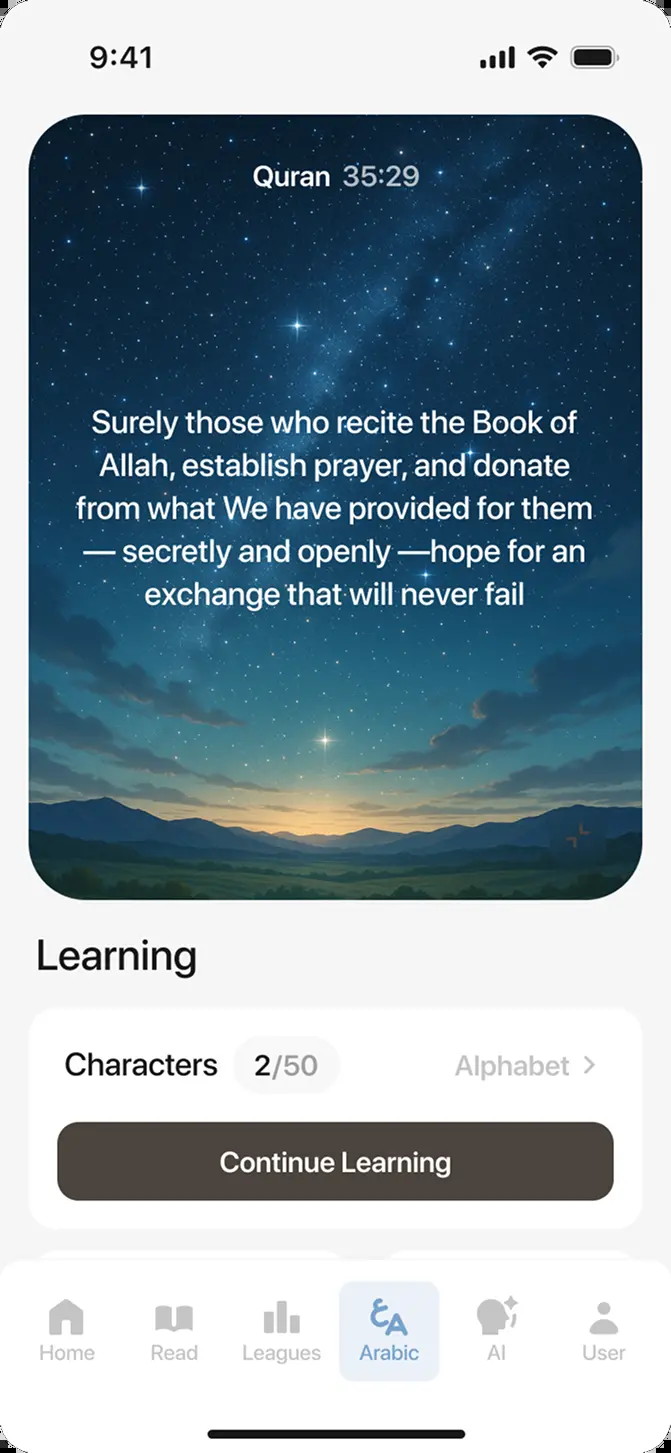 9:41
Quran 35:29
Surely those who recite the Book of
Allah, establish prayer, and donate
from what We have provided for them
— secretly and openly —hope for an
exchange that will never fail
Learning
Characters 2/50 Alphabet >
Continue Learning
Home Read Leagues Arabic AI User